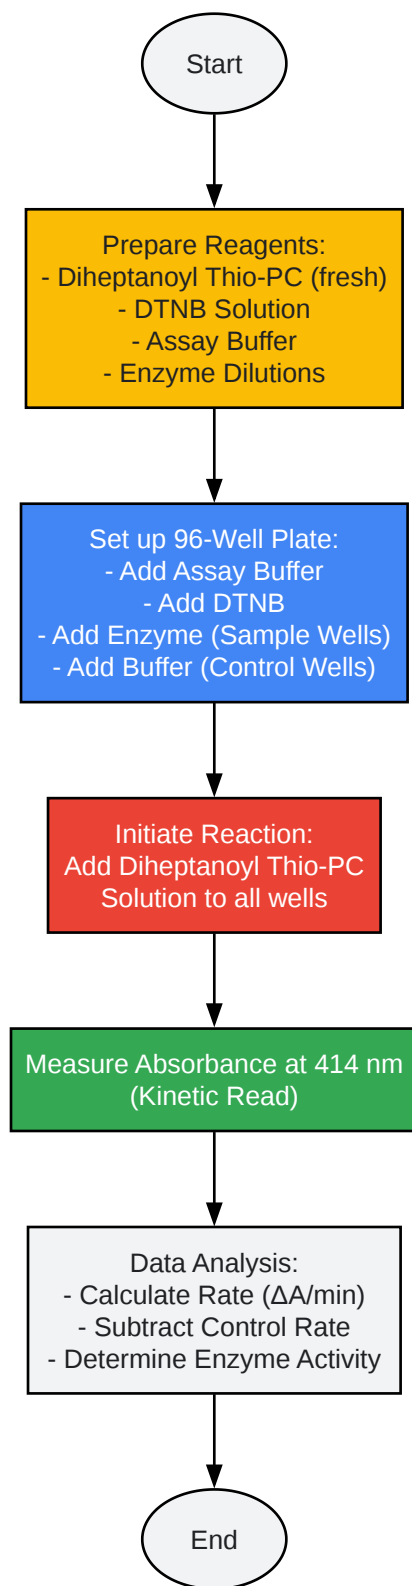 Start
Prepare Reagents:
- Diheptanoyl Thio-PC (fresh)
- DTNB Solution
- Assay Buffer
- Enzyme Dilutions
Set up 96-Well Plate:
- Add Assay Buffer
- Add DTNB
- Add Enzyme (Sample Wells)
- Add Buffer (Control Wells)
Initiate Reaction:
Add Diheptanoyl Thio-PC
Solution to all wells
Measure Absorbance at 414 nm
(Kinetic Read)
Data Analysis:
- Calculate Rate (ΔA/min)
- Subtract Control Rate
- Determine Enzyme Activity
End